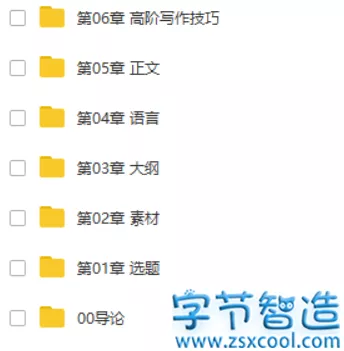 第06章 高阶写作技巧
第05章 正文
第04章 语言
第03章 大纲
第02章 素材
第01章 选题
00导论
字节智造
www.zsxcool.com